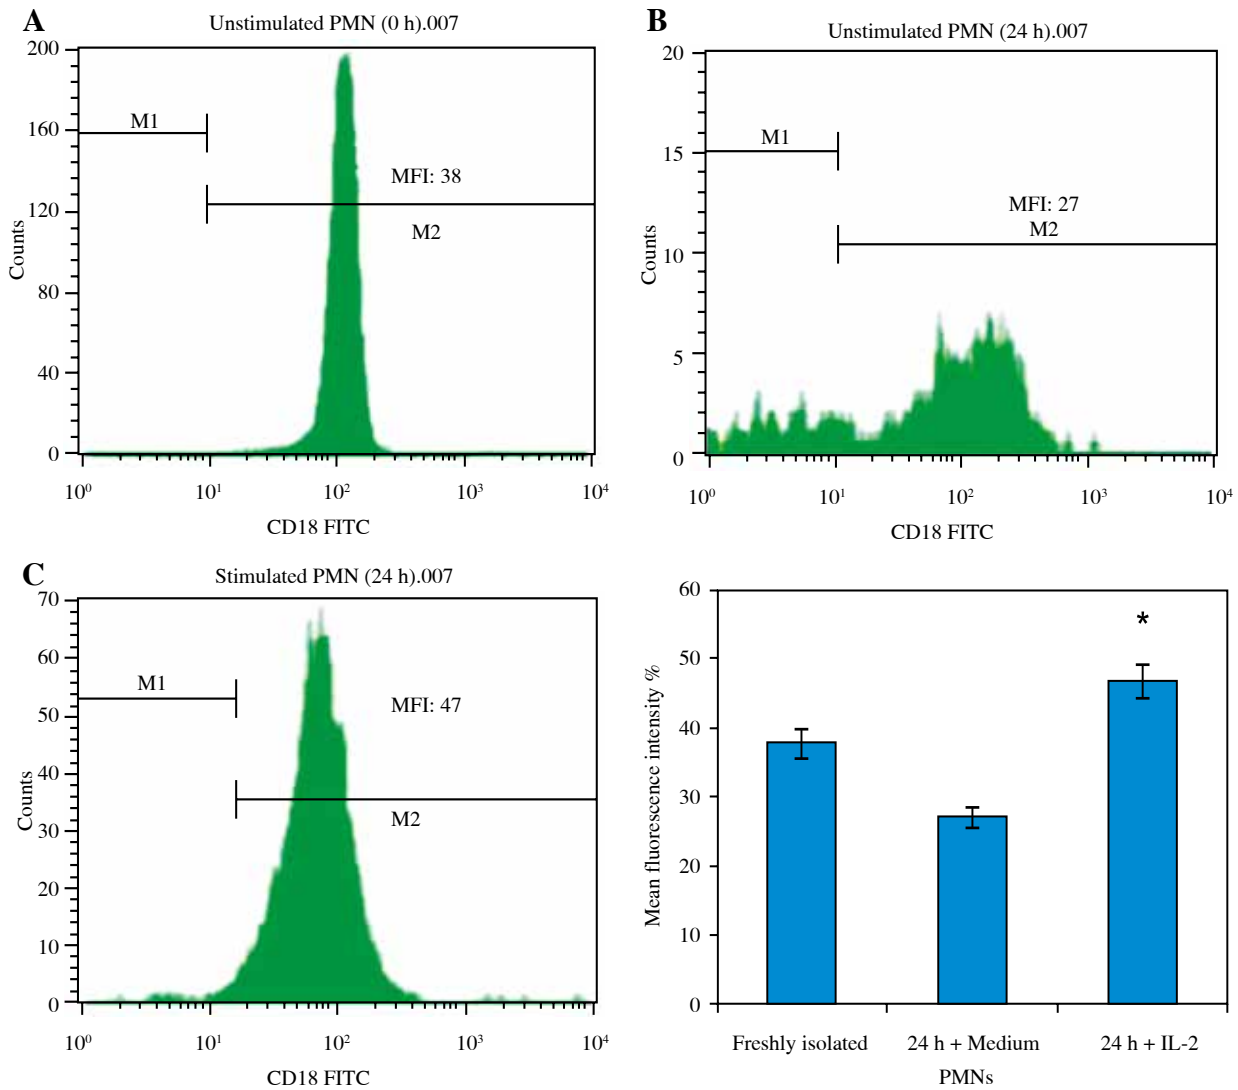 A
Unstimulated PMN (0 h).007
200
160
120
80
40
0
Counts
M1
MFI: 38
M2
10⁰ 10¹ 10² 10³ 10⁴
CD18 FITC
B
Unstimulated PMN (24 h).007
20
15
10
5
0
Counts
M1
MFI: 27
M2
10⁰ 10¹ 10² 10³ 10⁴
CD18 FITC
C
Stimulated PMN (24 h).007
70
60
50
40
30
20
10
0
Counts
M1
MFI: 47
M2
10⁰ 10¹ 10² 10³ 10⁴
CD18 FITC
60
50
40
30
20
10
0
Mean fluorescence intensity %
*
Freshly isolated 24 h + Medium 24 h + IL-2
PMNs